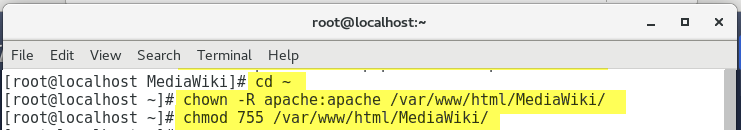 root@localhost:~
File Edit View Search Terminal Help
[root@localhost MediaWiki]# cd ~
[root@localhost ~]# chown -R apache:apache /var/www/html/MediaWiki/
[root@localhost ~]# chmod 755 /var/www/html/MediaWiki/